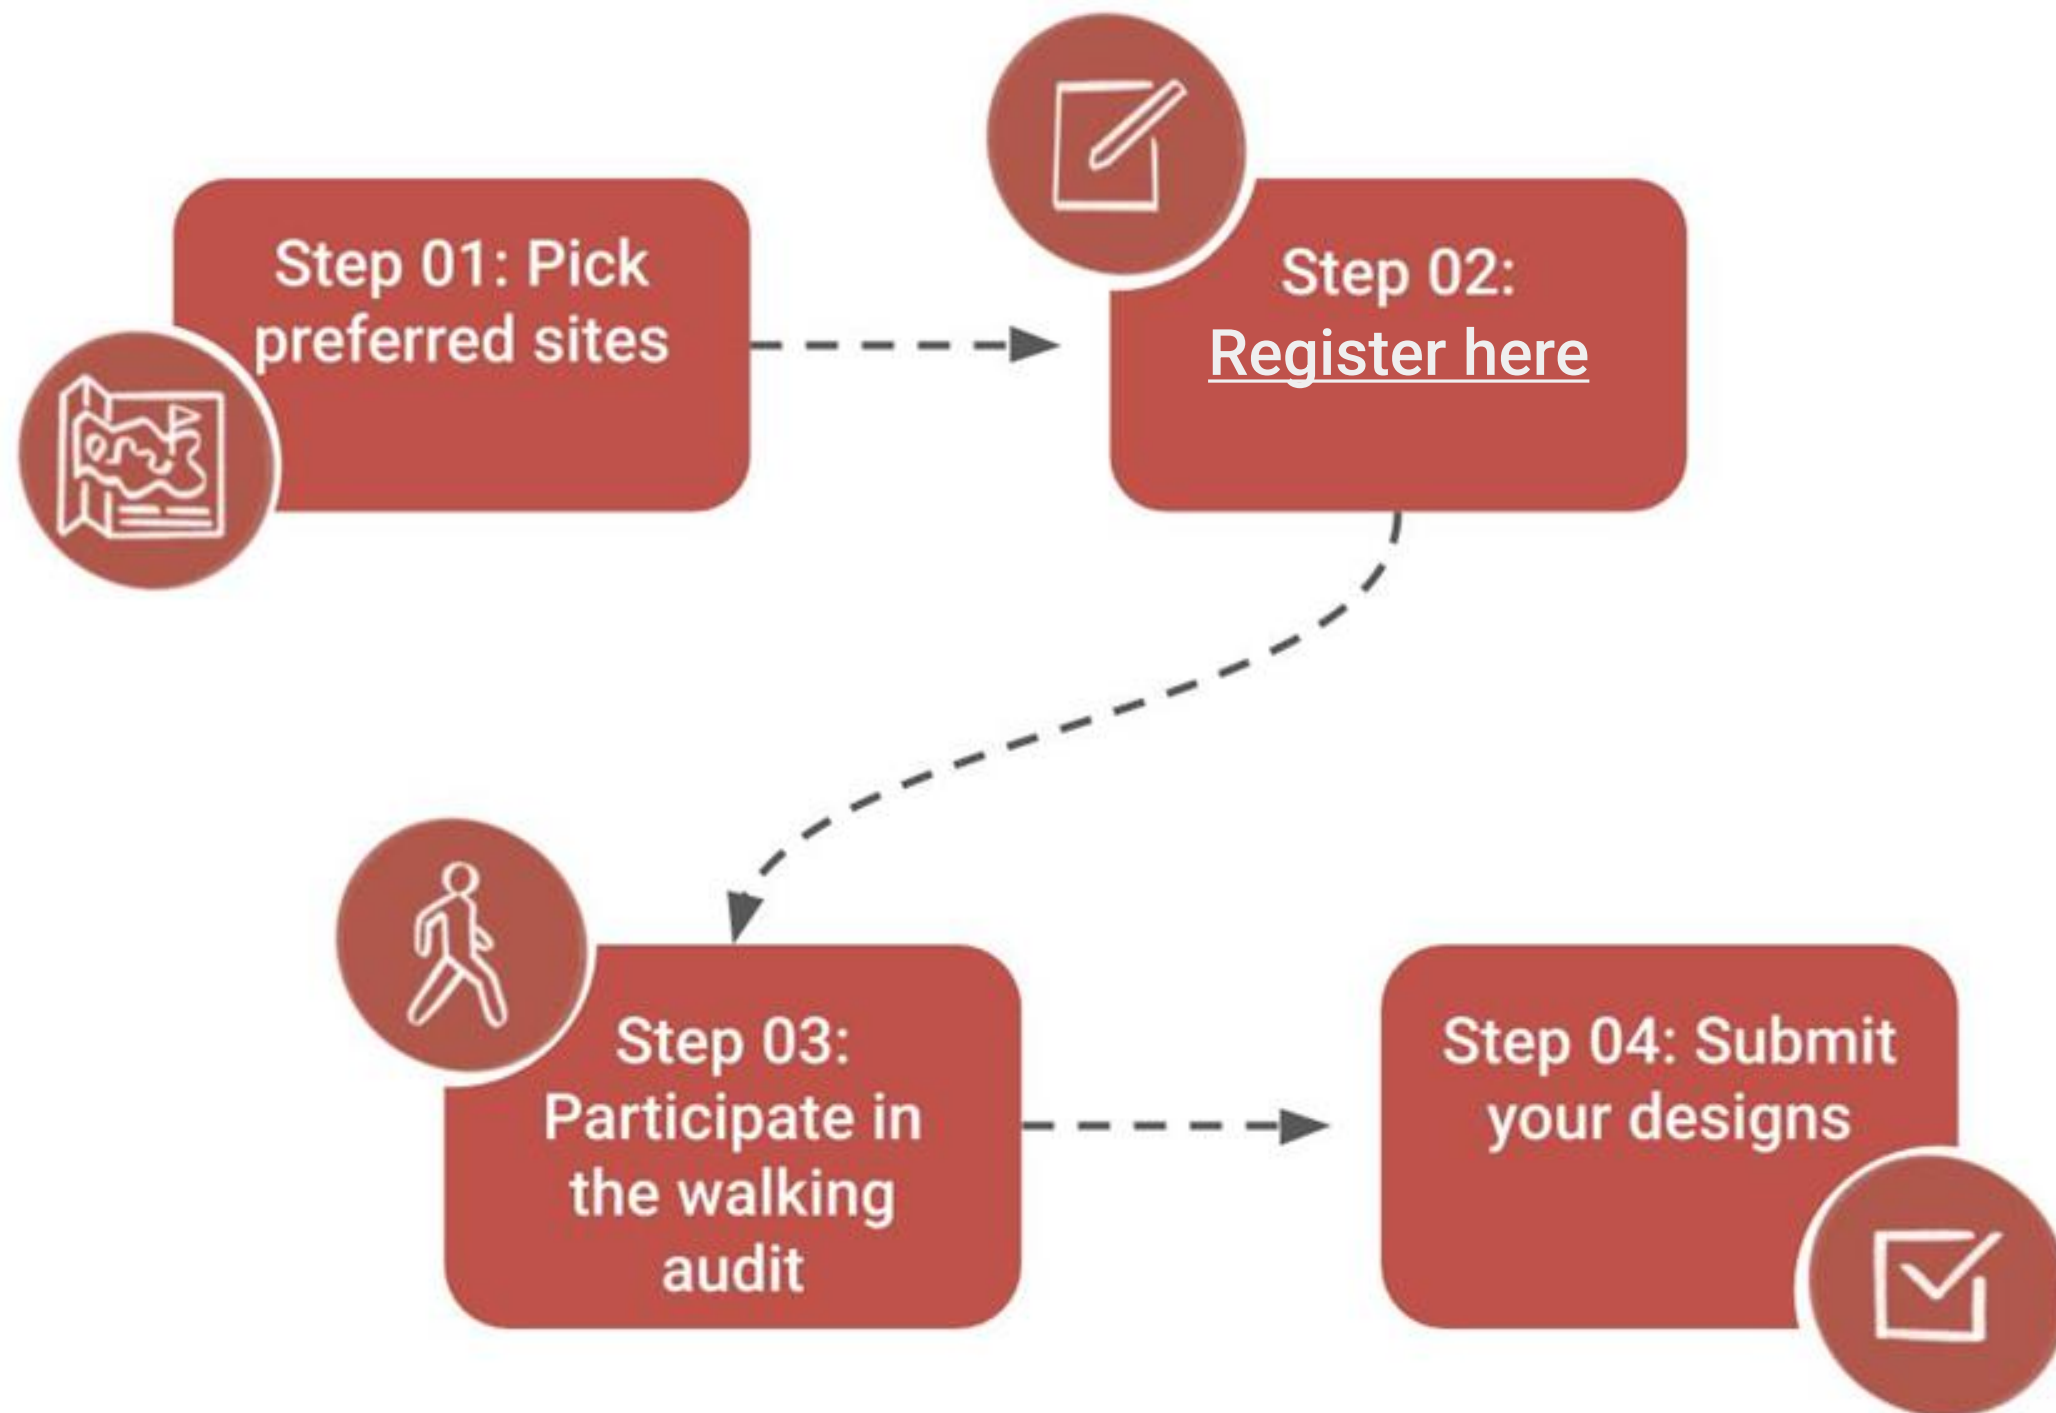 Step 01: Pick
preferred sites
Step 02:
Register here
Step 03:
Participate in
the walking
audit
Step 04: Submit
your designs